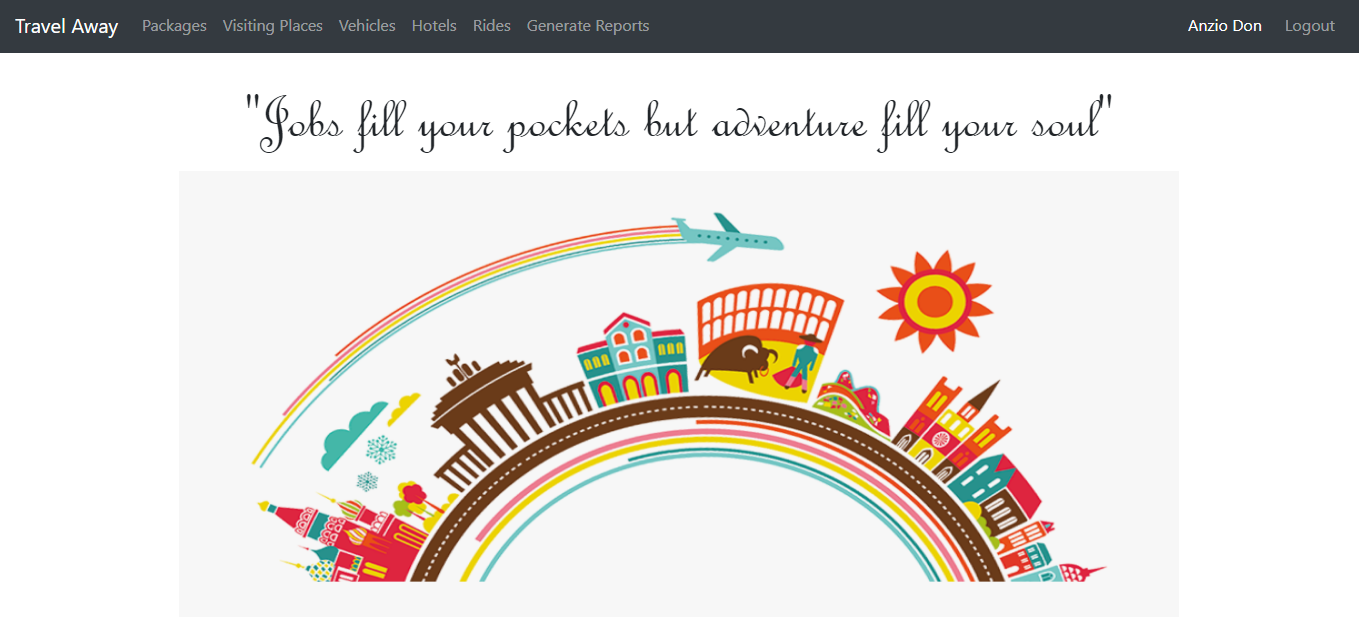 Travel Away Packages Visiting Places Vehicles Hotels Rides Generate Reports Anzio Don Logout
"Jobs fill your pockets but adventure fill your soul"